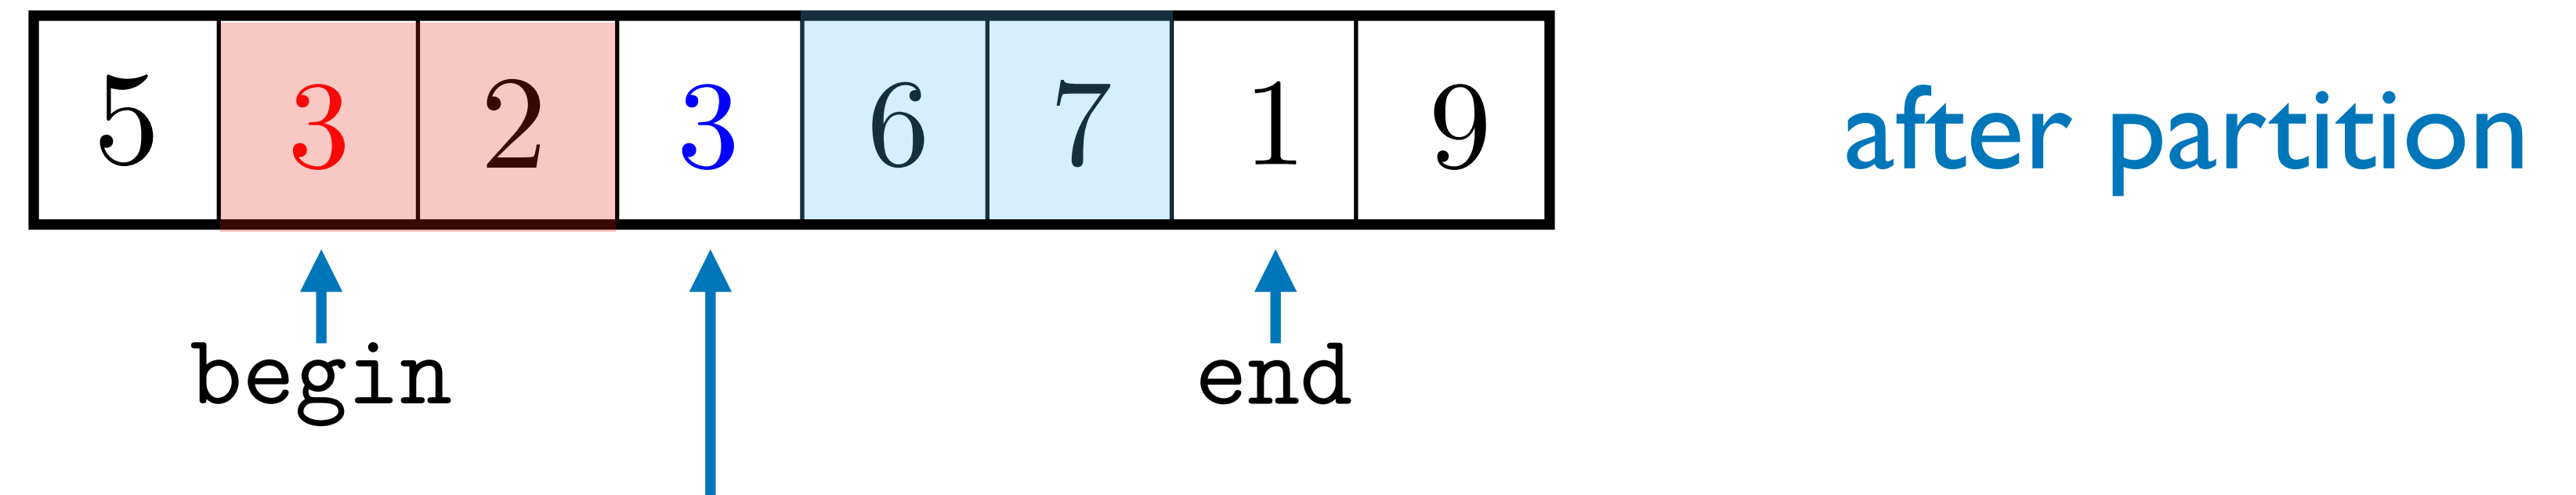 5 3 2 3 6 7 1 9 after partition
begin end